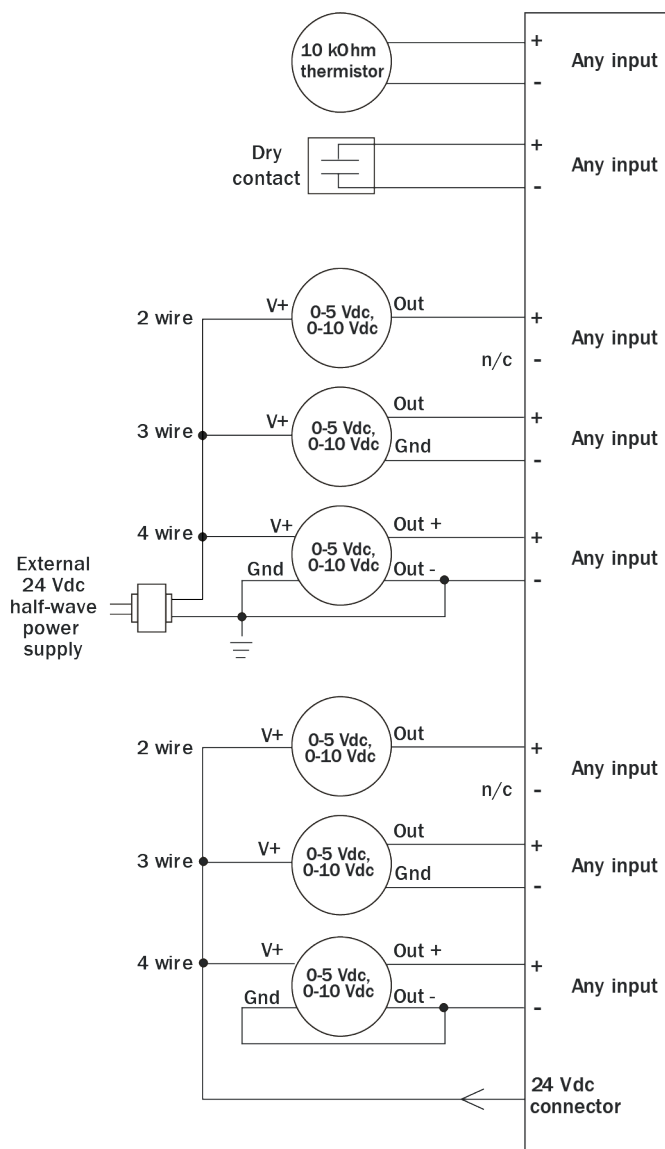 10 kOhm
thermistor
+
Any input
-
Dry
contact
+
Any input
-
2 wire
V+
0-5 Vdc,
0-10 Vdc
Out
+
Any input
n/c
-
3 wire
V+
0-5 Vdc,
0-10 Vdc
Out
+
Any input
Gnd
-
4 wire
V+
0-5 Vdc,
0-10 Vdc
Out +
+
Any input
Gnd
Out -
-
External
24 Vdc
half-wave
power
supply
2 wire
V+
0-5 Vdc,
0-10 Vdc
Out
+
Any input
n/c
-
3 wire
V+
0-5 Vdc,
0-10 Vdc
Out
+
Any input
Gnd
-
4 wire
V+
0-5 Vdc,
0-10 Vdc
Out +
+
Any input
Gnd
Out -
-
24 Vdc
connector